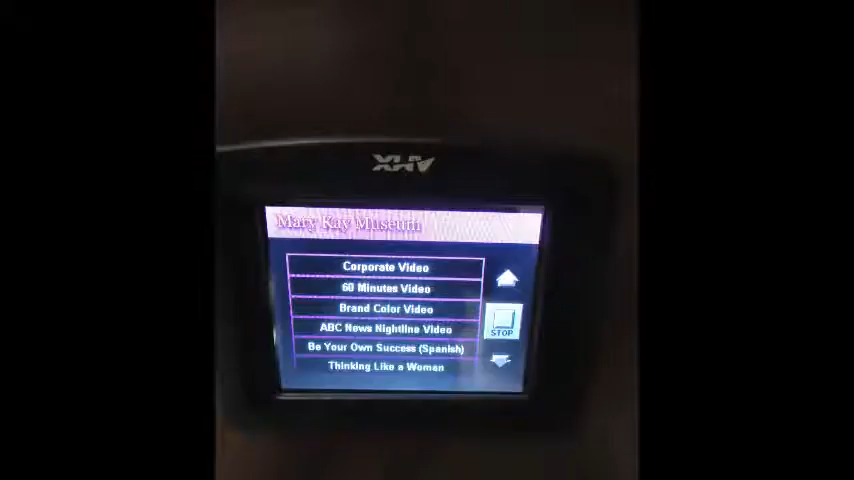 AMX
Mary Kay Museum
Corporate Video
60 Minutes Video
Brand Color Video
ABC News Nightline Video
Be Your Own Success (Spanish)
Thinking Like a Woman
STOP